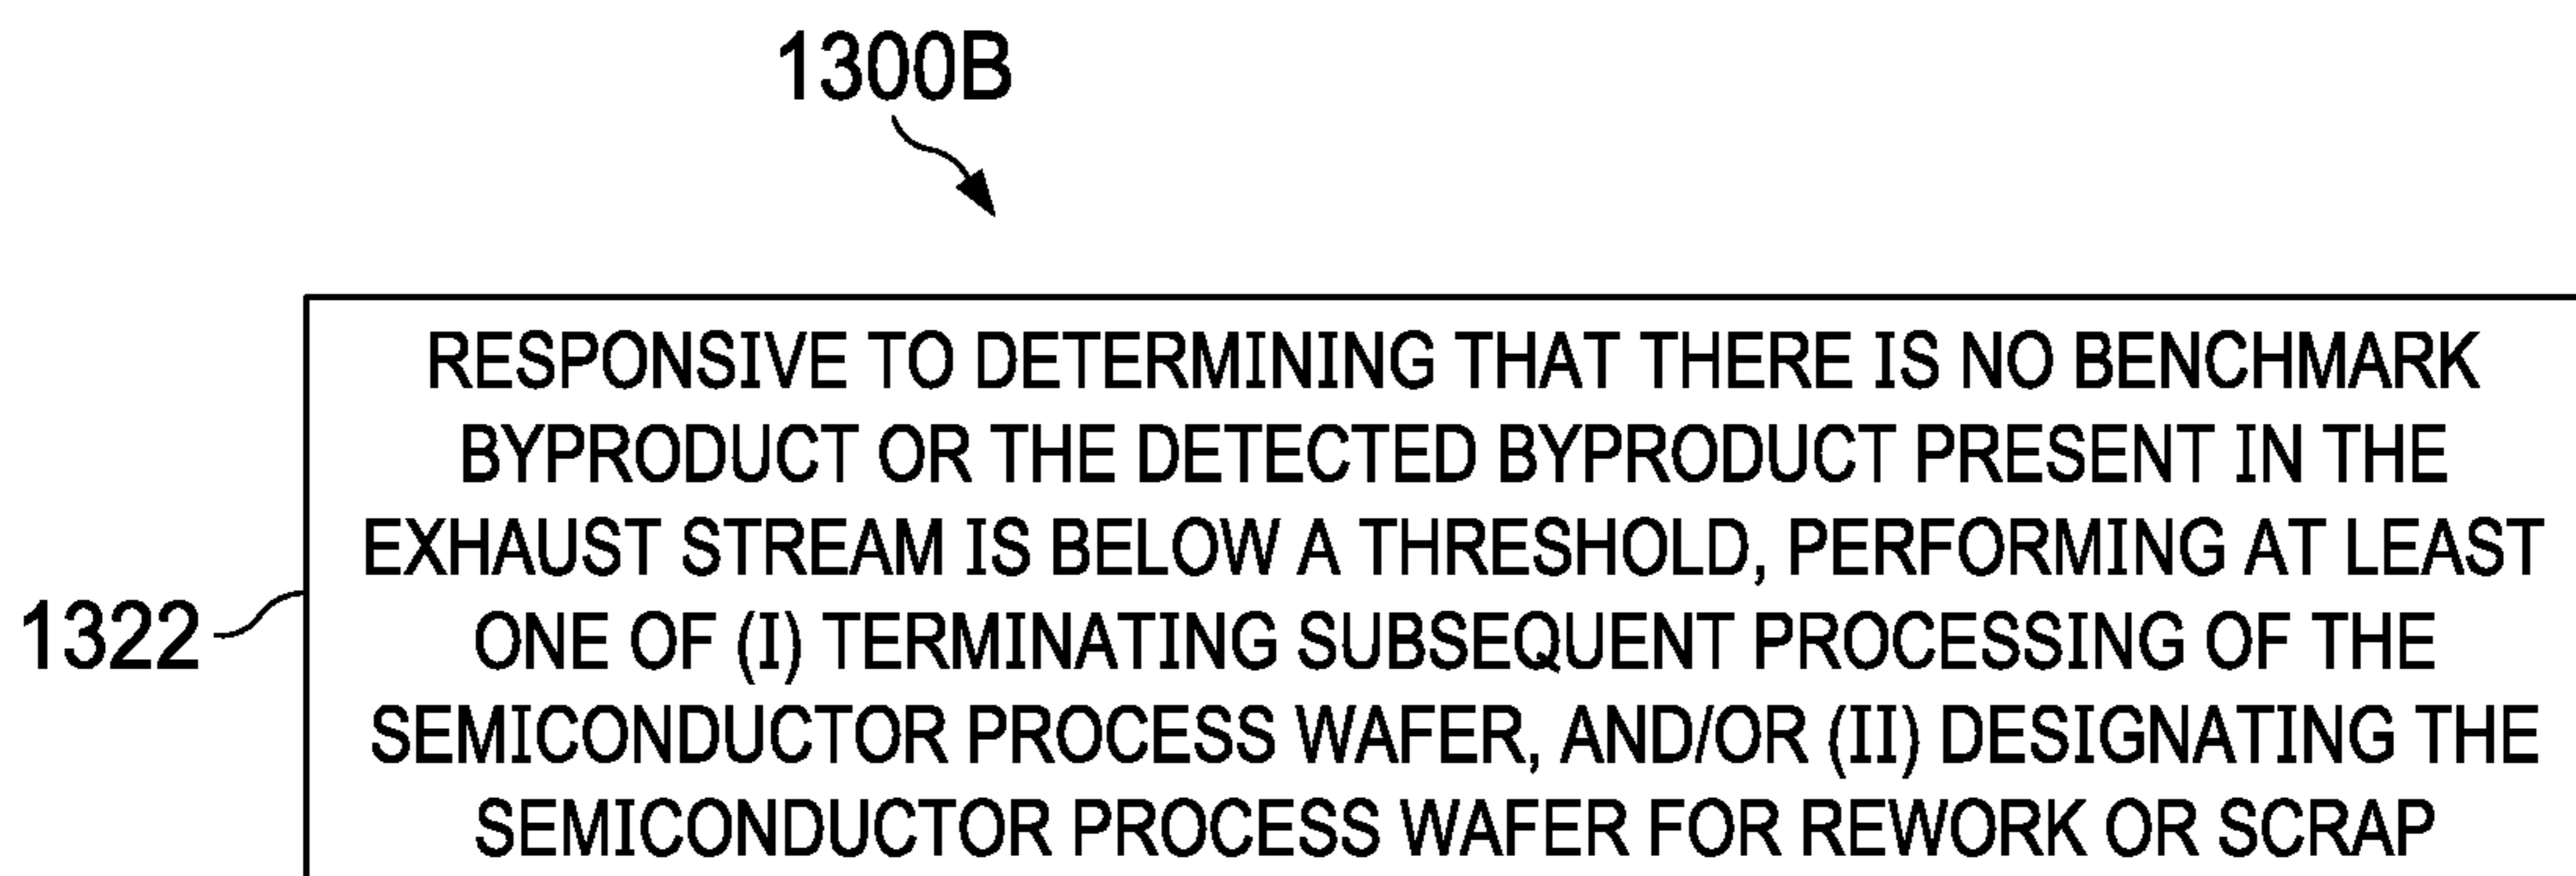 1300B
RESPONSIVE TO DETERMINING THAT THERE IS NO BENCHMARK
BYPRODUCT OR THE DETECTED BYPRODUCT PRESENT IN THE
EXHAUST STREAM IS BELOW A THRESHOLD, PERFORMING AT LEAST
1322
ONE OF (I) TERMINATING SUBSEQUENT PROCESSING OF THE
SEMICONDUCTOR PROCESS WAFER, AND/OR (II) DESIGNATING THE
SEMICONDUCTOR PROCESS WAFER FOR REWORK OR SCRAP